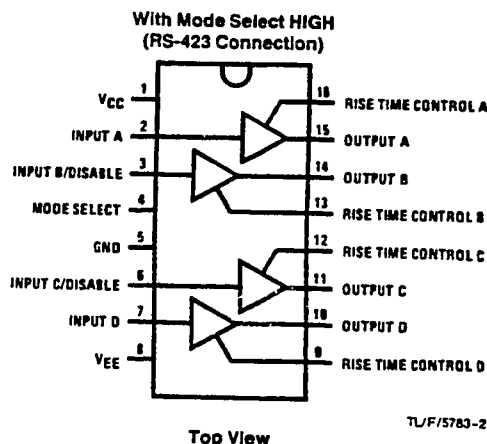 With Mode Select HIGH
(RS-423 Connection)
VCC 1
INPUT A 2
INPUT B/DISABLE 3
MODE SELECT 4
GND 5
INPUT C/DISABLE 6
INPUT D 7
VEE 8
16 RISE TIME CONTROL A
15 OUTPUT A
14 OUTPUT B
13 RISE TIME CONTROL B
12 RISE TIME CONTROL C
11 OUTPUT C
10 OUTPUT D
9 RISE TIME CONTROL D
TL/F/5783-2
Top View